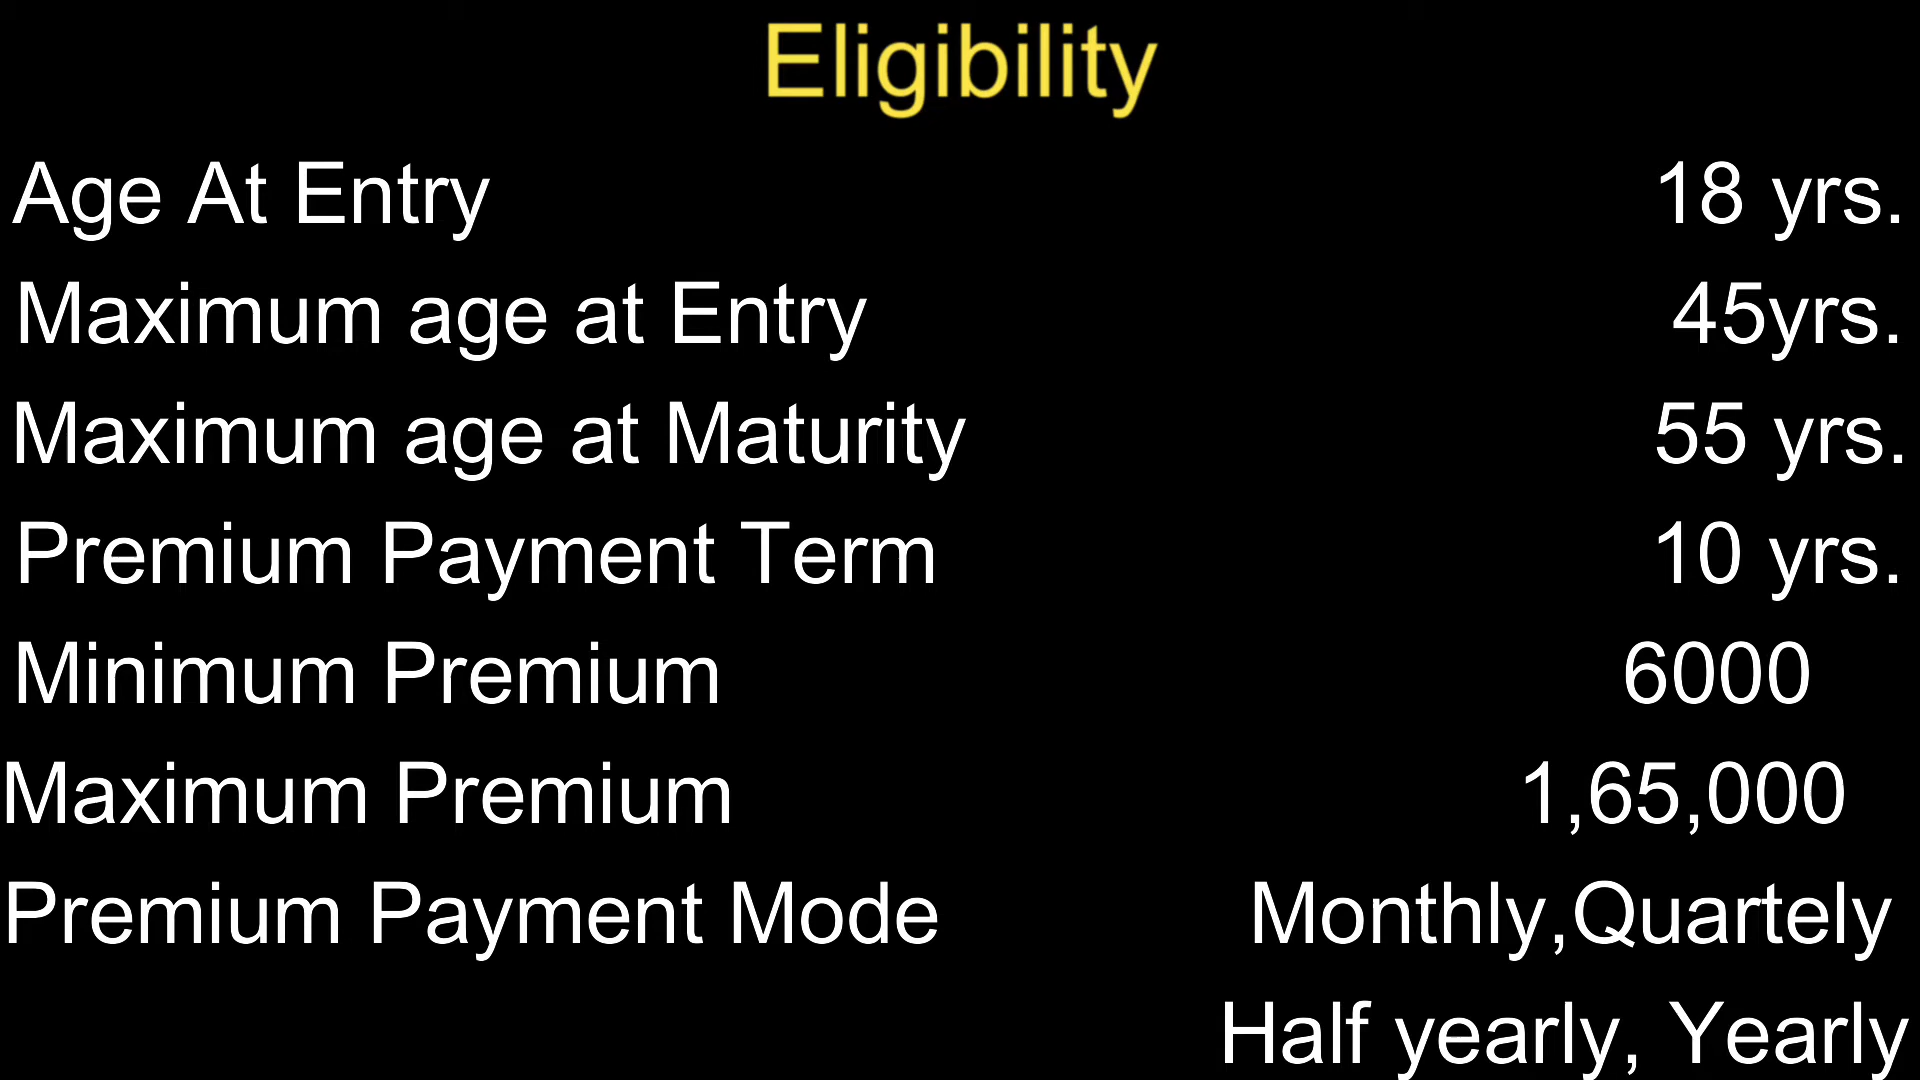 Eligibility
Age At Entry 18 yrs.
Maximum age at Entry 45yrs.
Maximum age at Maturity 55 yrs.
Premium Payment Term 10 yrs.
Minimum Premium 6000
Maximum Premium 1,65,000
Premium Payment Mode Monthly,Quartely
Half yearly, Yearly